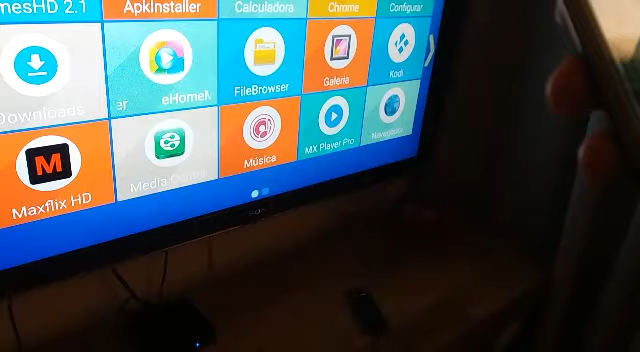 mesHD 2.1
ApkInstaller
Calculadora
Chrome
Configurar
Downloads
er
eHomeM
FileBrowser
Galeria
Kodi
M
Maxflix HD
Media Center
Música
MX Player Pro
Navegador